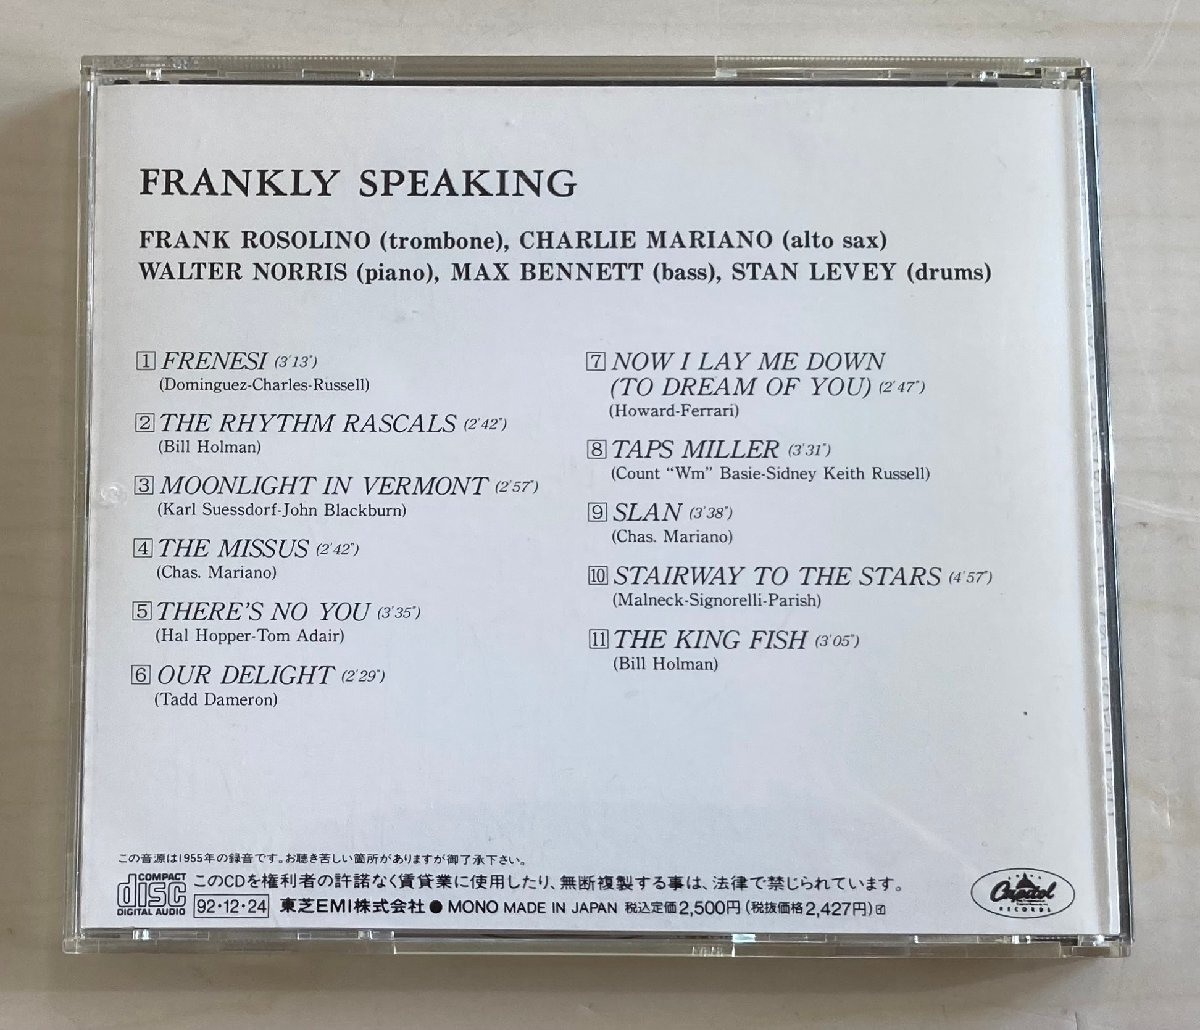 FRANKLY SPEAKING
FRANK ROSOLINO (trombone), CHARLIE MARIANO (alto sax)
WALTER NORRIS (piano), MAX BENNETT (bass), STAN LEVEY (drums)
1 FRENESI (3'13")
(Dominguez-Charles-Russell)
2 THE RHYTHM RASCALS (2'42")
(Bill Holman)
3 MOONLIGHT IN VERMONT (2'57")
(Karl Suessdorf-John Blackburn)
4 THE MISSUS (2'42")
(Chas. Mariano)
5 THERE'S NO YOU (3'35")
(Hal Hopper-Tom Adair)
6 OUR DELIGHT (2'29")
(Tadd Dameron)
7 NOW I LAY ME DOWN
(TO DREAM OF YOU) (2'47")
(Howard-Ferrari)
8 TAPS MILLER (3'31")
(Count "Wm" Basie-Sidney Keith Russell)
9 SLAN (3'38")
(Chas. Mariano)
10 STAIRWAY TO THE STARS (4'57")
(Malneck-Signorelli-Parish)
11 THE KING FISH (3'05")
(Bill Holman)
この音源は1955年の録音です。お聴き苦しい箇所がありますが御了承下さい。
COMPACT disc DIGITAL AUDIO
このCDを権利者の許諾なく賃貸業に使用したり、無断複製する事は、法律で禁じられています。
92・12・24 東芝EMI株式会社 ● MONO MADE IN JAPAN 税込定価2,500円(税抜価格2,427円)
Capitol
RECORDS